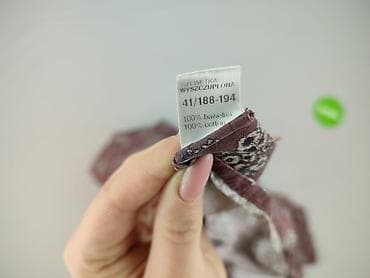 SYLWETKA
WYSZCZUPLONA
41/188-194
100% bawełna
100% cotton